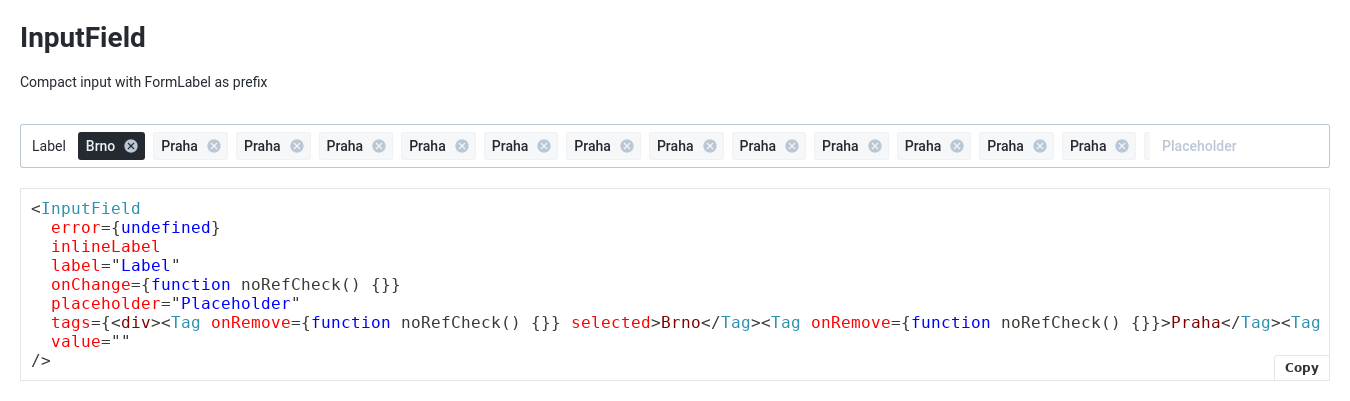 InputField
Compact input with FormLabel as prefix
Label Brno Praha Praha Praha Praha Praha Praha Praha Praha Praha Praha Praha Praha Placeholder
<InputField
  error={undefined}
  inlineLabel
  label="Label"
  onChange={function noRefCheck() {}}
  placeholder="Placeholder"
  tags={<div><Tag onRemove={function noRefCheck() {}} selected>Brno</Tag><Tag onRemove={function noRefCheck() {}}>Praha</Tag><Tag
  value=""
/>
Copy